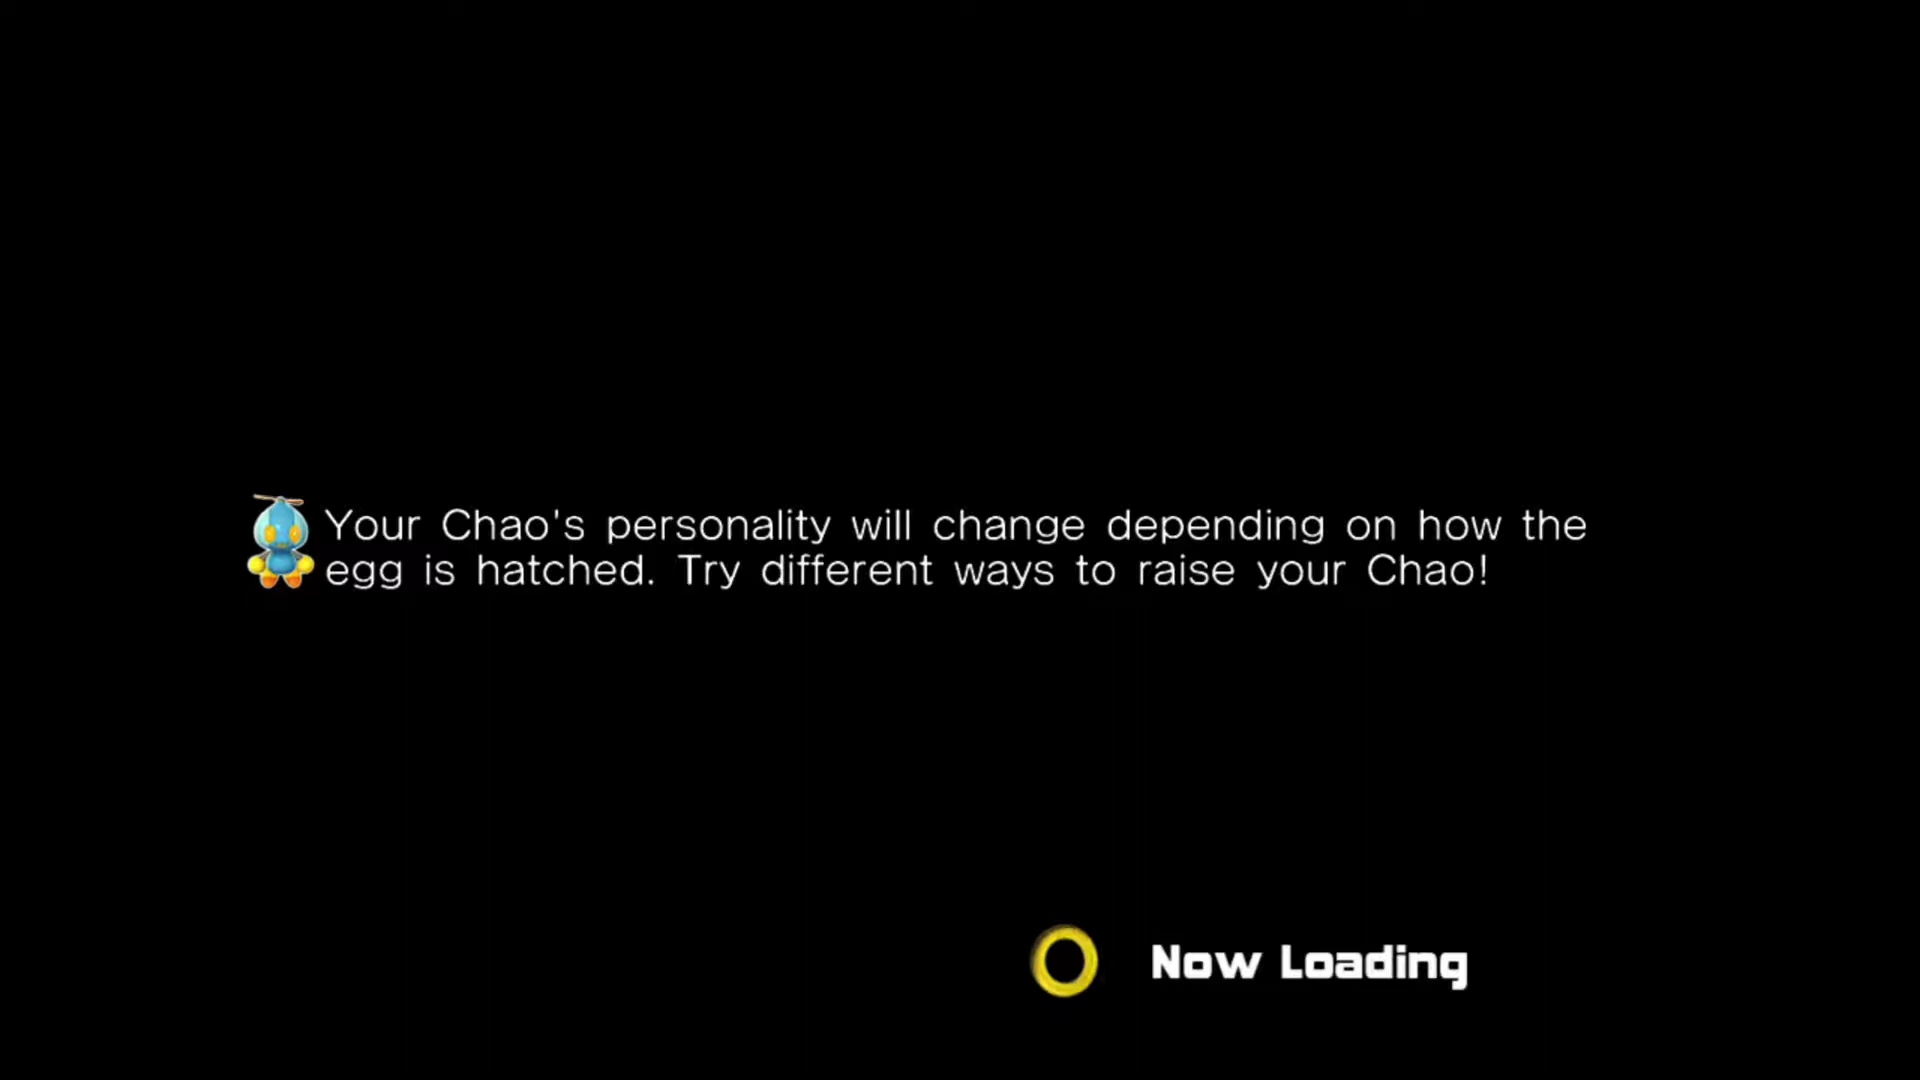 Your Chao's personality will change depending on how the
egg is hatched. Try different ways to raise your Chao!
Now Loading